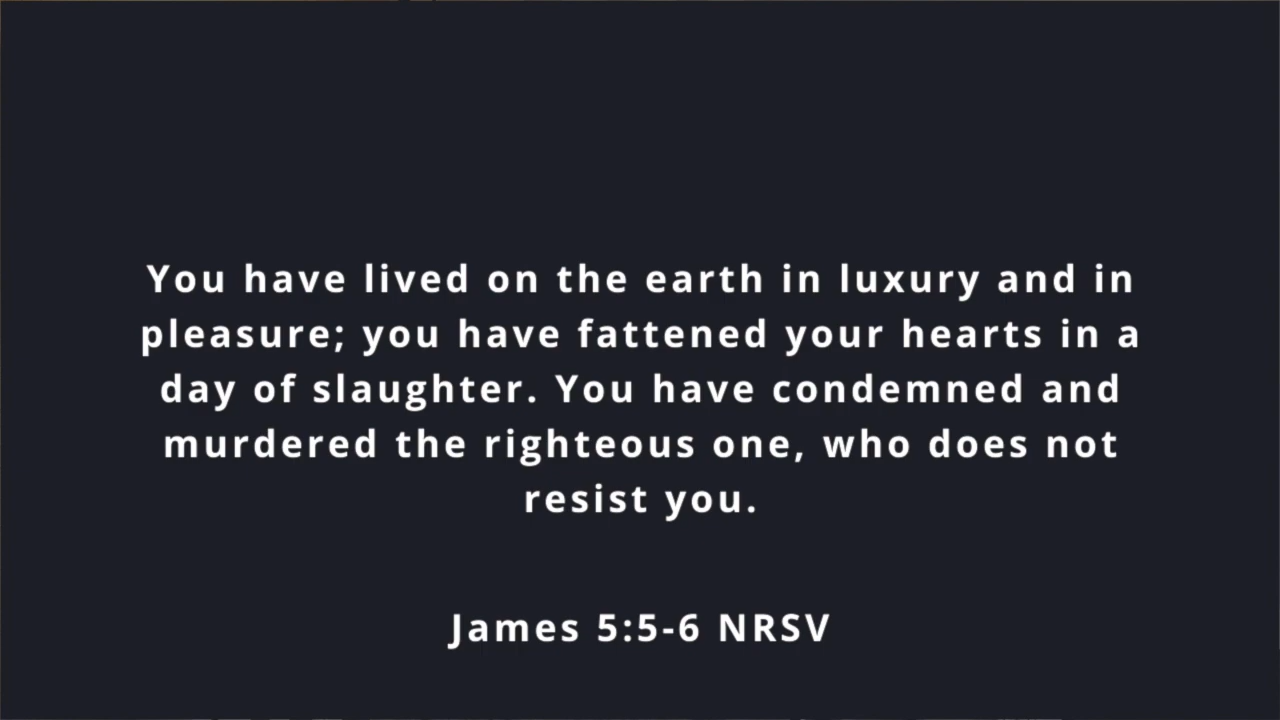 You have lived on the earth in luxury and in
pleasure; you have fattened your hearts in a
day of slaughter. You have condemned and
murdered the righteous one, who does not
resist you.
James 5:5-6 NRSV